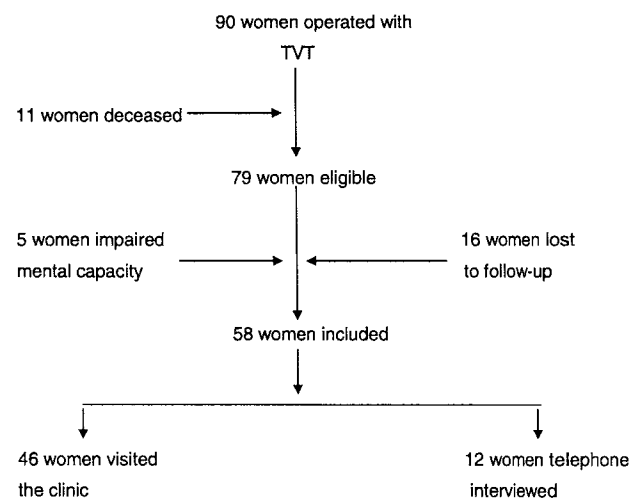 90 women operated with
TVT
11 women deceased
79 women eligible
5 women impaired
mental capacity
16 women lost
to follow-up
58 women included
46 women visited
the clinic
12 women telephone
interviewed